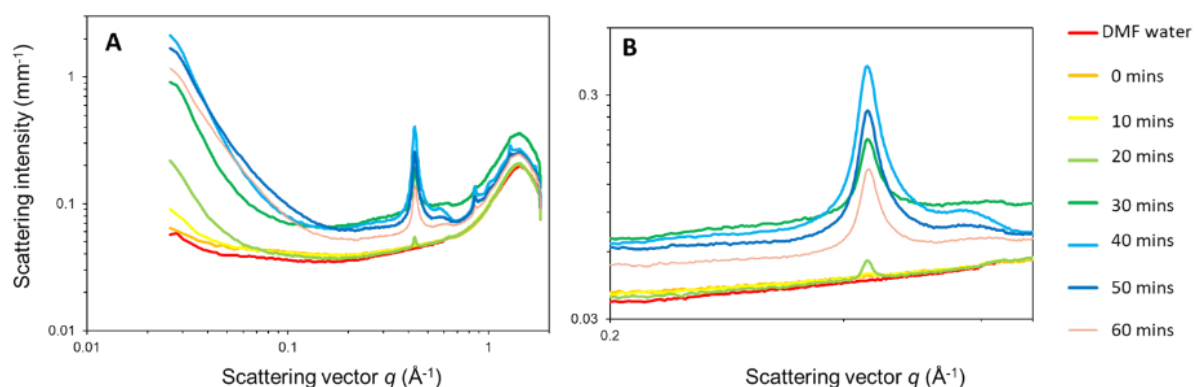 A
Scattering intensity (mm⁻¹)
1
0.1
0.01
0.01
0.1
1
Scattering vector q (Å⁻¹)
B
0.3
0.03
0.2
Scattering vector q (Å⁻¹)
DMF water
0 mins
10 mins
20 mins
30 mins
40 mins
50 mins
60 mins